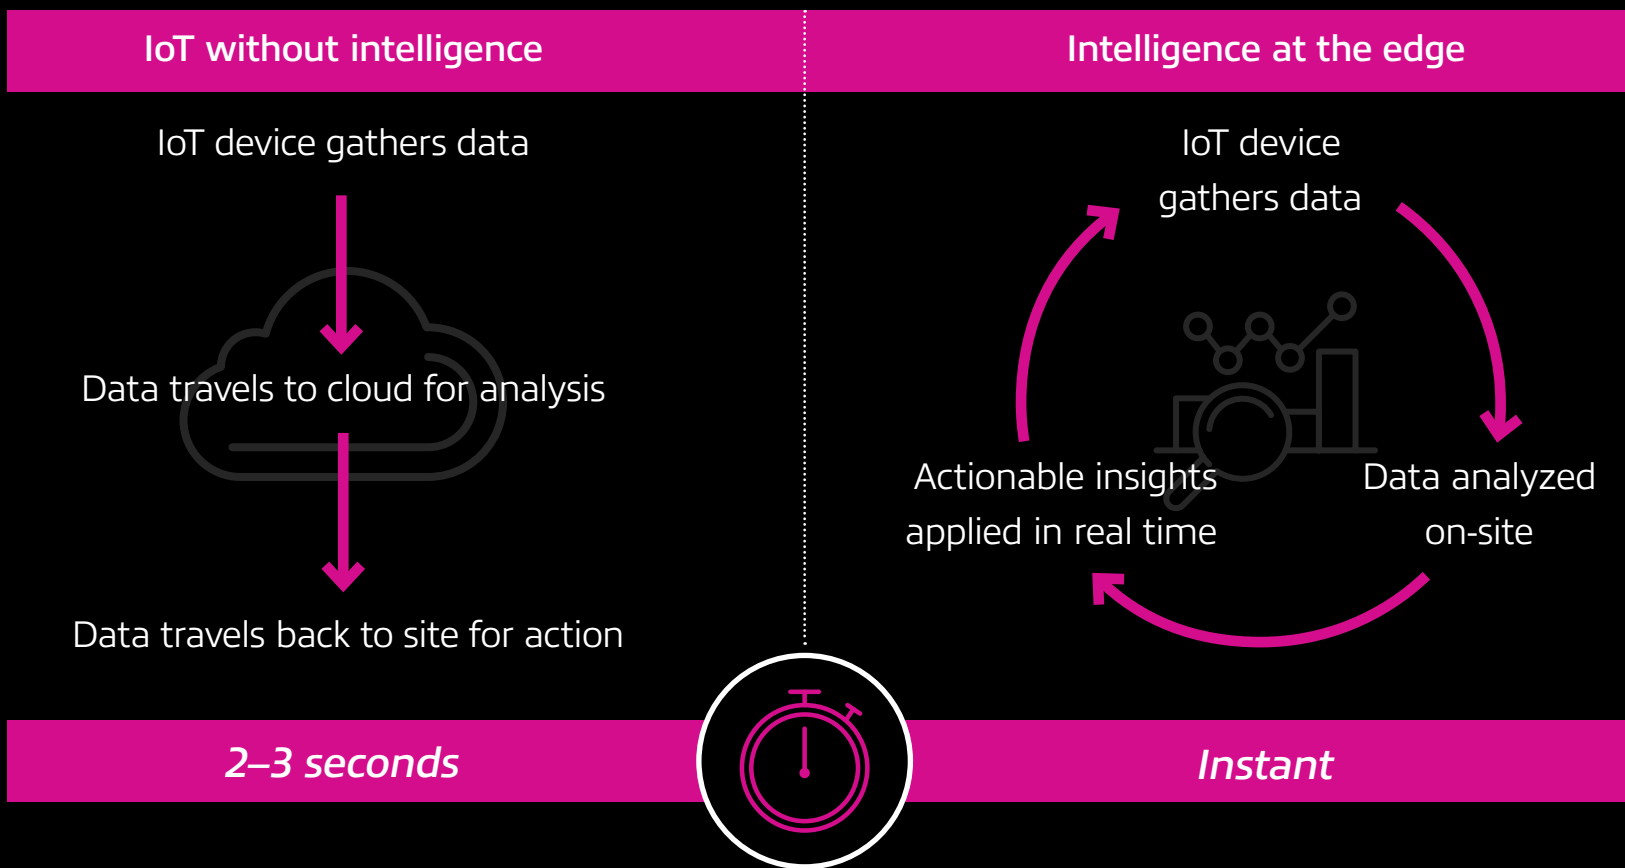 IoT without intelligence
IoT device gathers data
Data travels to cloud for analysis
Data travels back to site for action
2–3 seconds
Intelligence at the edge
IoT device
gathers data
Data analyzed
on-site
Actionable insights
applied in real time
Instant